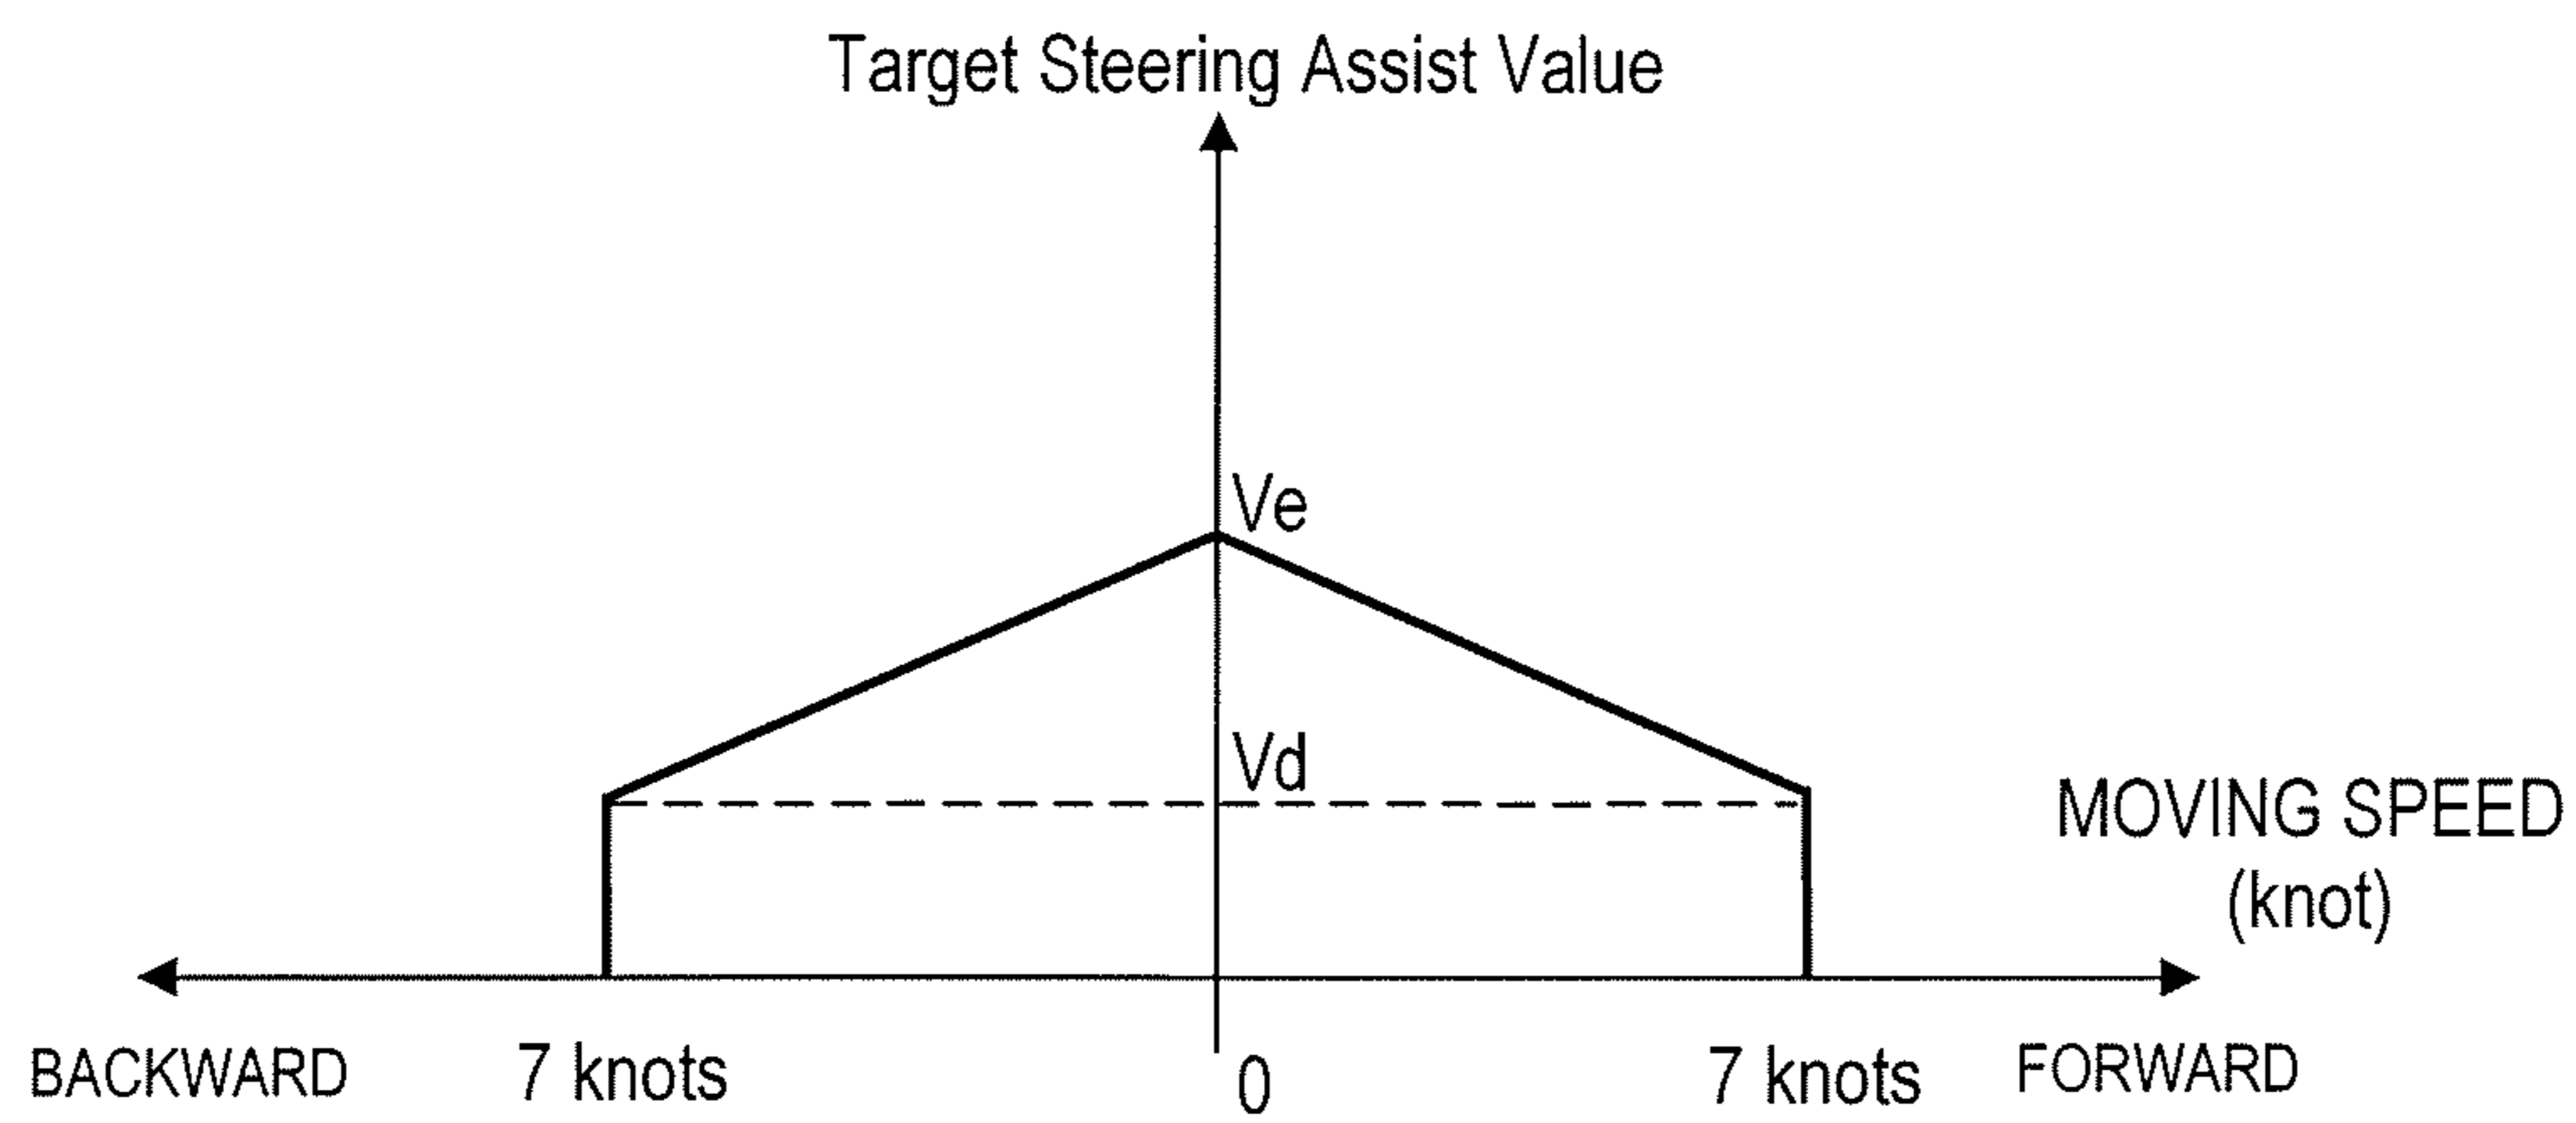 Target Steering Assist Value
Ve
Vd
MOVING SPEED
(knot)
BACKWARD
7 knots
0
7 knots
FORWARD